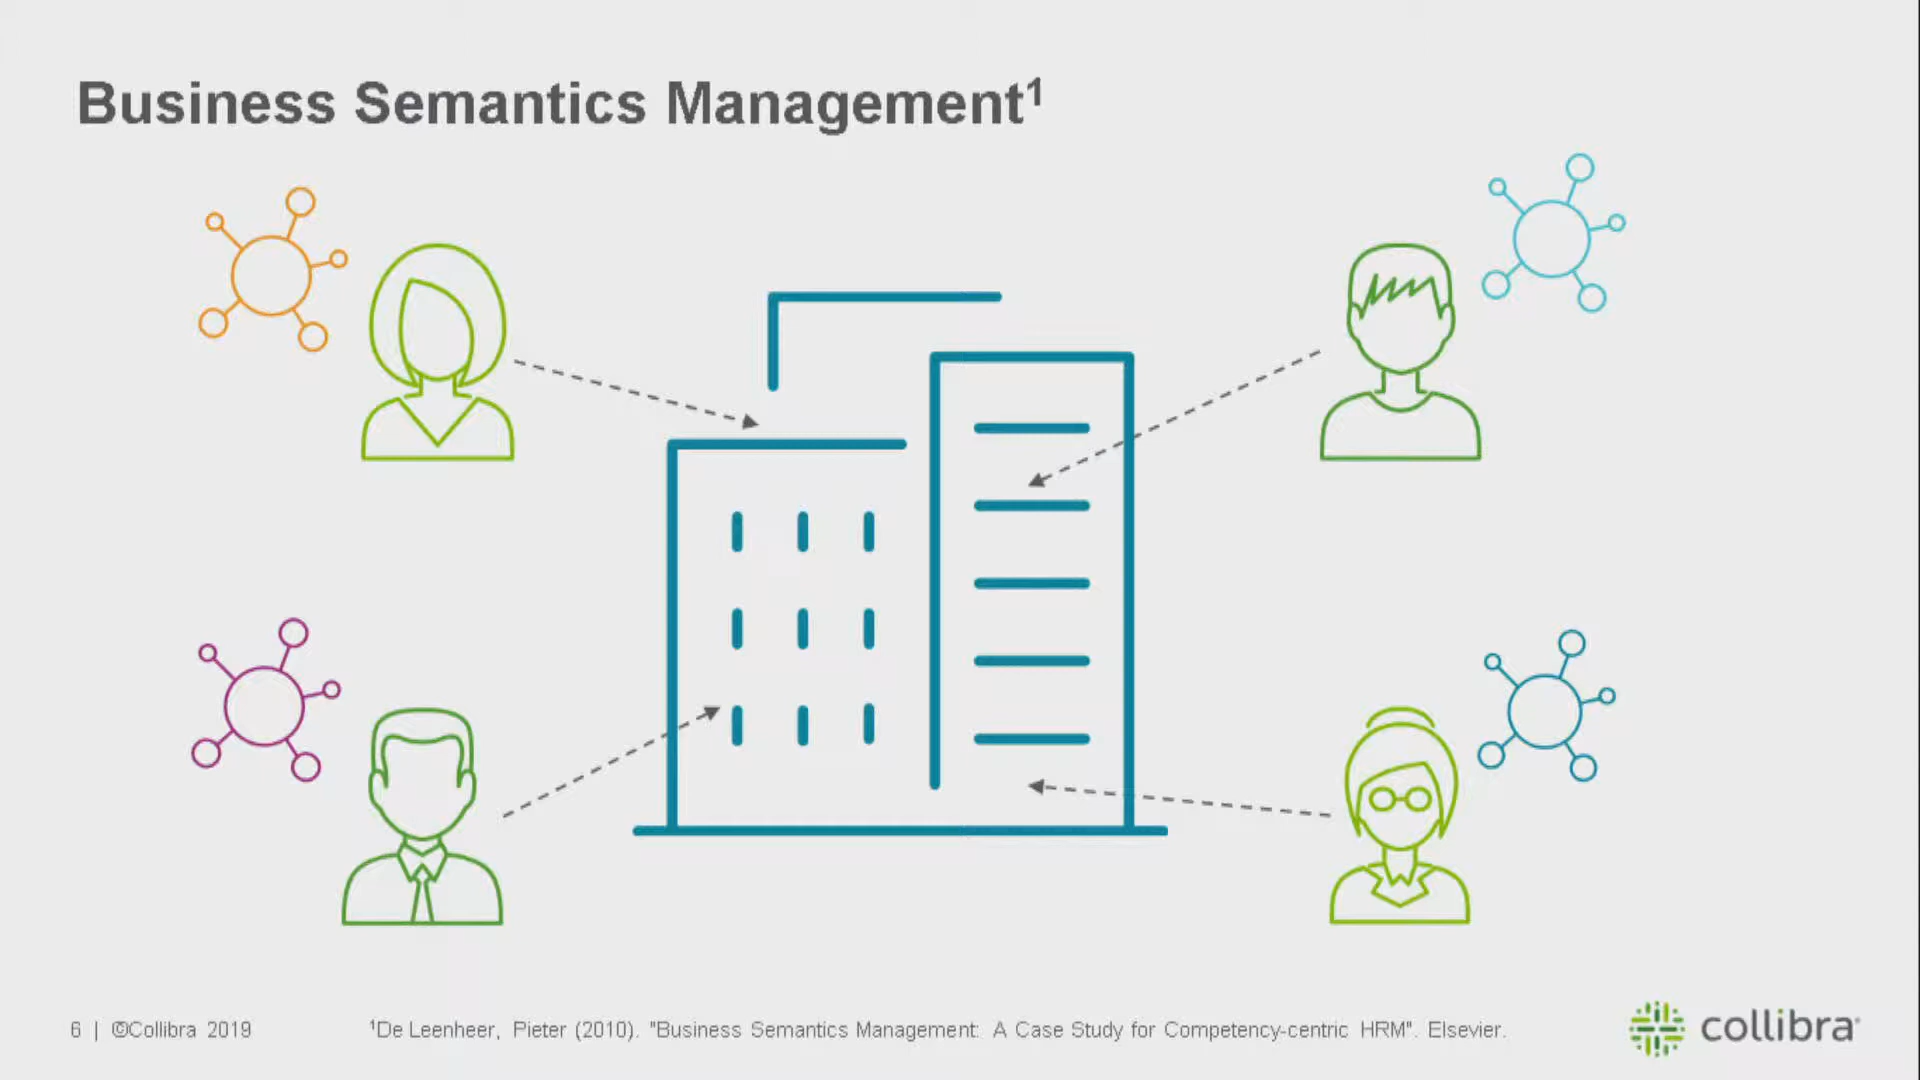 Business Semantics Management¹
6 | ©Collibra 2019
¹De Leenheer, Pieter (2010). "Business Semantics Management: A Case Study for Competency-centric HRM". Elsevier.
collibra